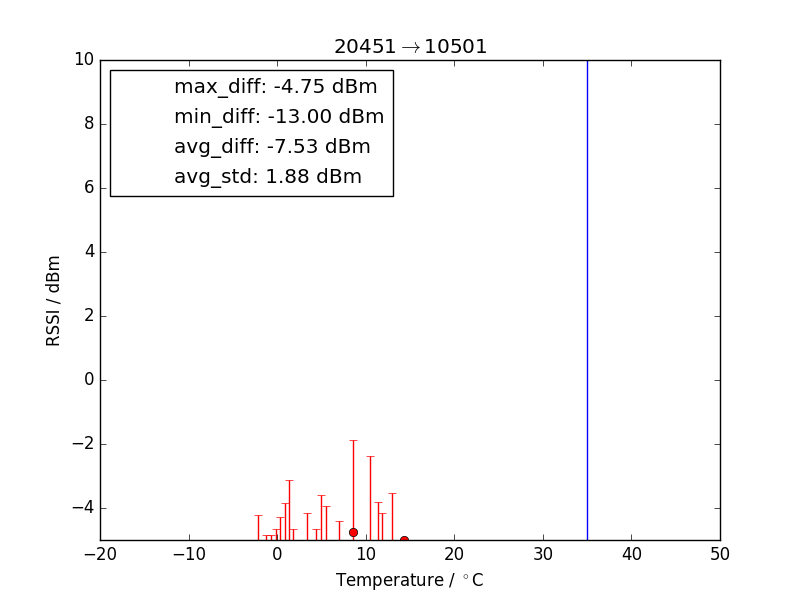 20451→10501
max_diff: -4.75 dBm
min_diff: -13.00 dBm
avg_diff: -7.53 dBm
avg_std: 1.88 dBm
10
8
6
4
2
0
−2
−4
RSSI / dBm
−20 −10 0 10 20 30 40 50
Temperature / °C